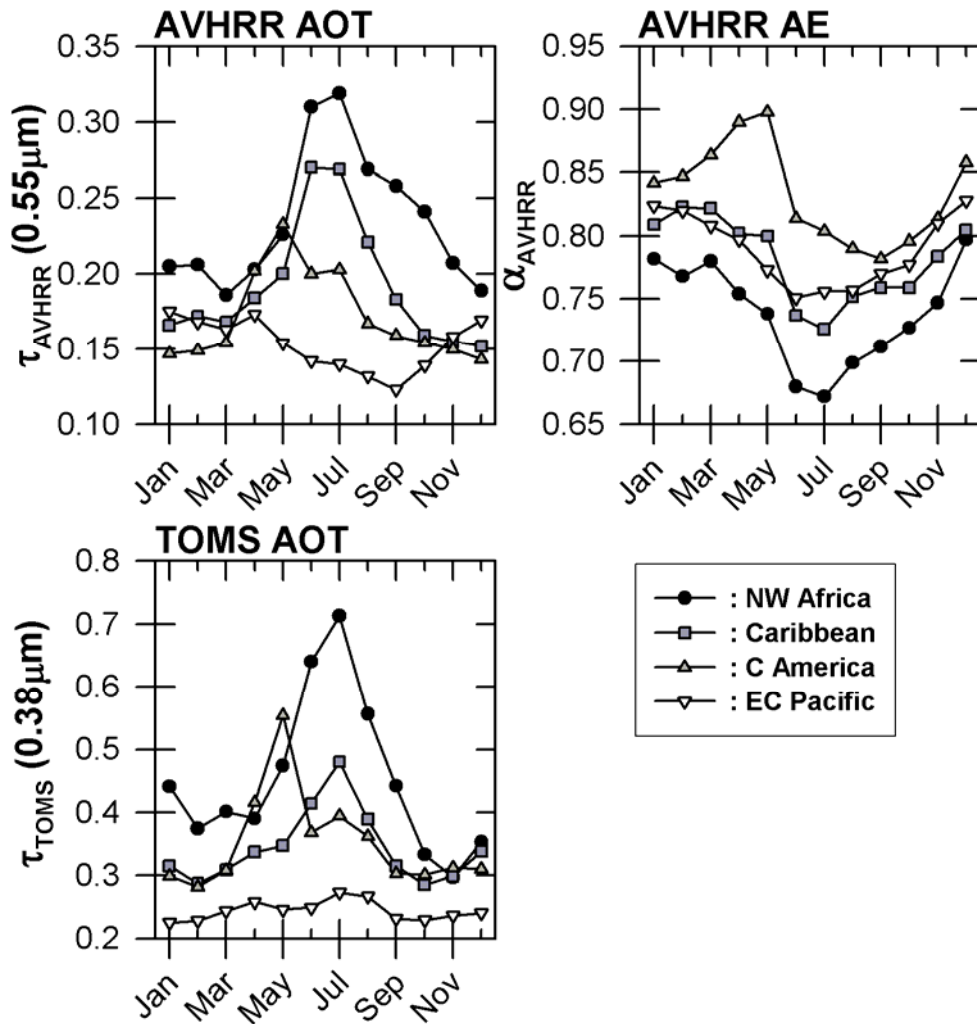 AVHRR AOT
τAVHRR (0.55μm)
0.35
0.30
0.25
0.20
0.15
0.10
Jan
Mar
May
Jul
Sep
Nov
AVHRR AE
αAVHRR
0.95
0.90
0.85
0.80
0.75
0.70
0.65
Jan
Mar
May
Jul
Sep
Nov
TOMS AOT
τTOMS (0.38μm)
0.8
0.7
0.6
0.5
0.4
0.3
0.2
Jan
Mar
May
Jul
Sep
Nov
: NW Africa
: Caribbean
: C America
: EC Pacific